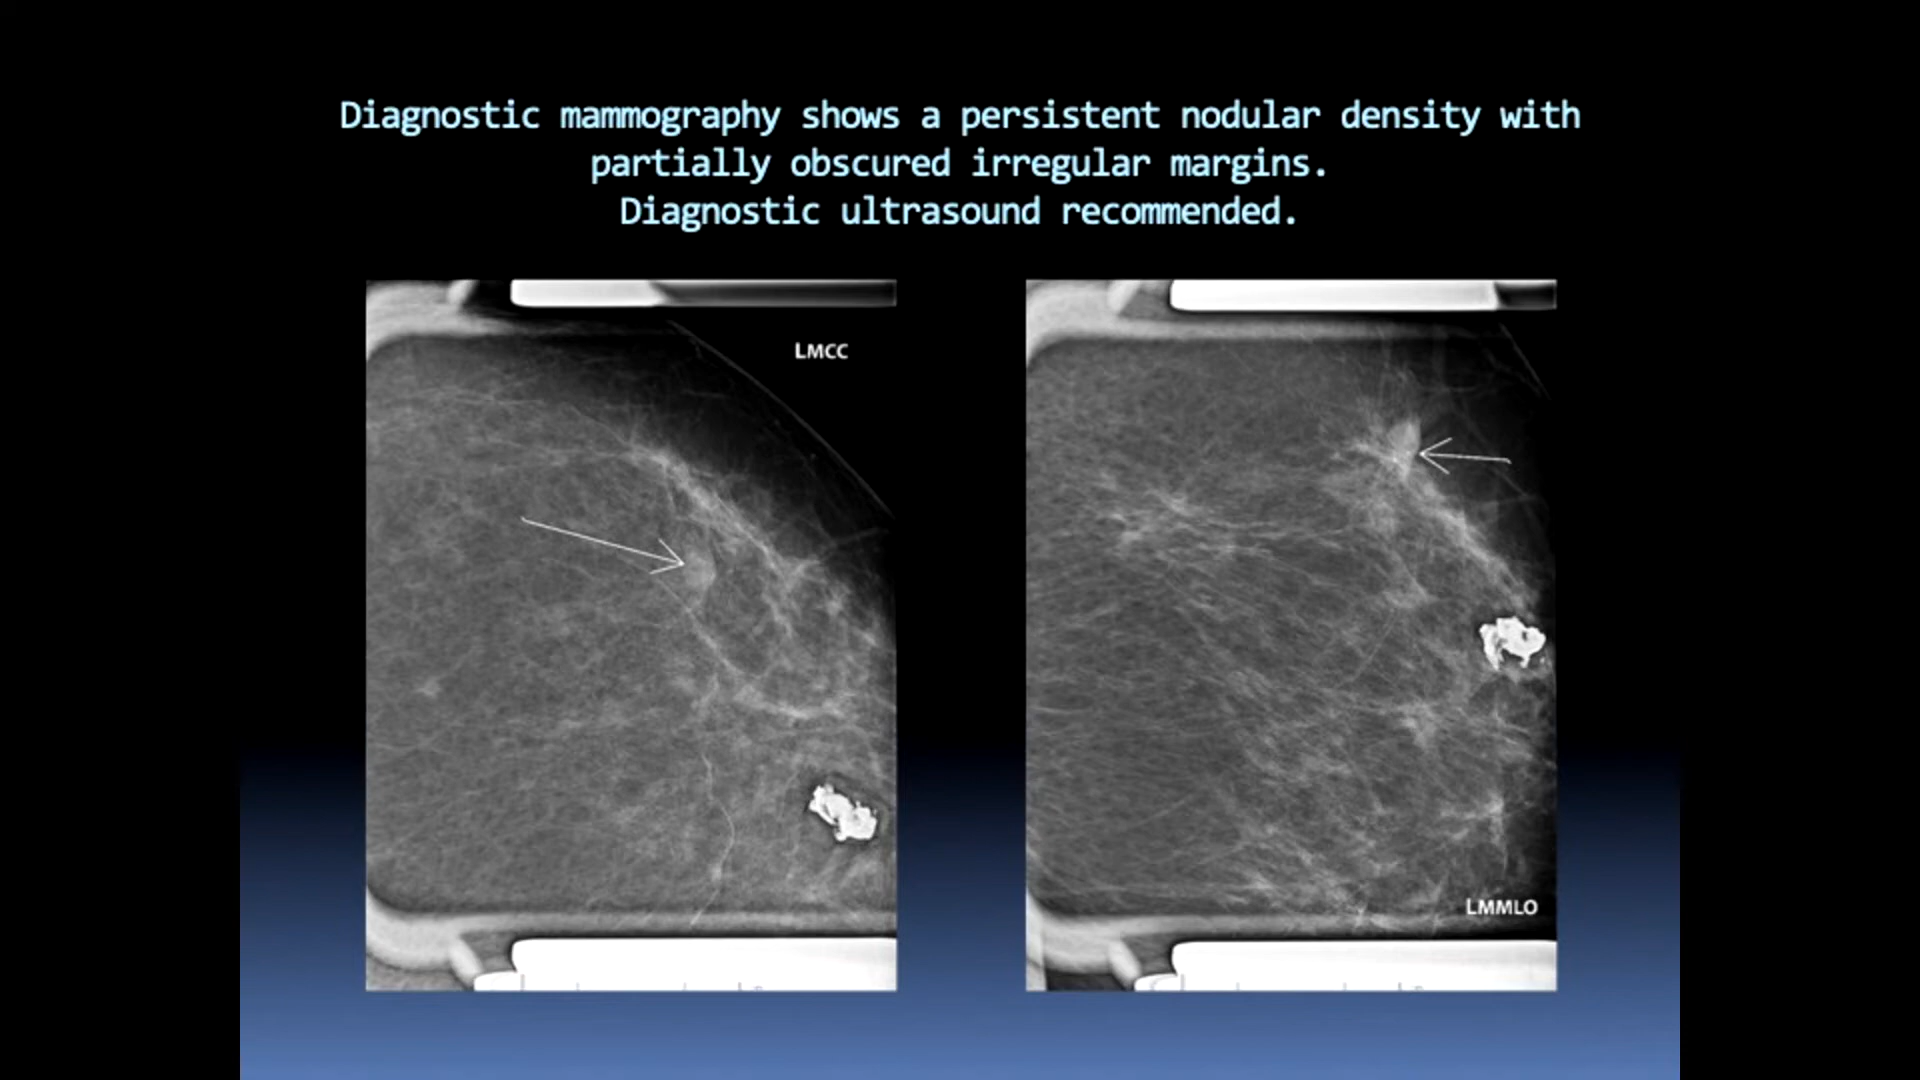 Diagnostic mammography shows a persistent nodular density with
partially obscured irregular margins.
Diagnostic ultrasound recommended.
LMCC
LMMLO